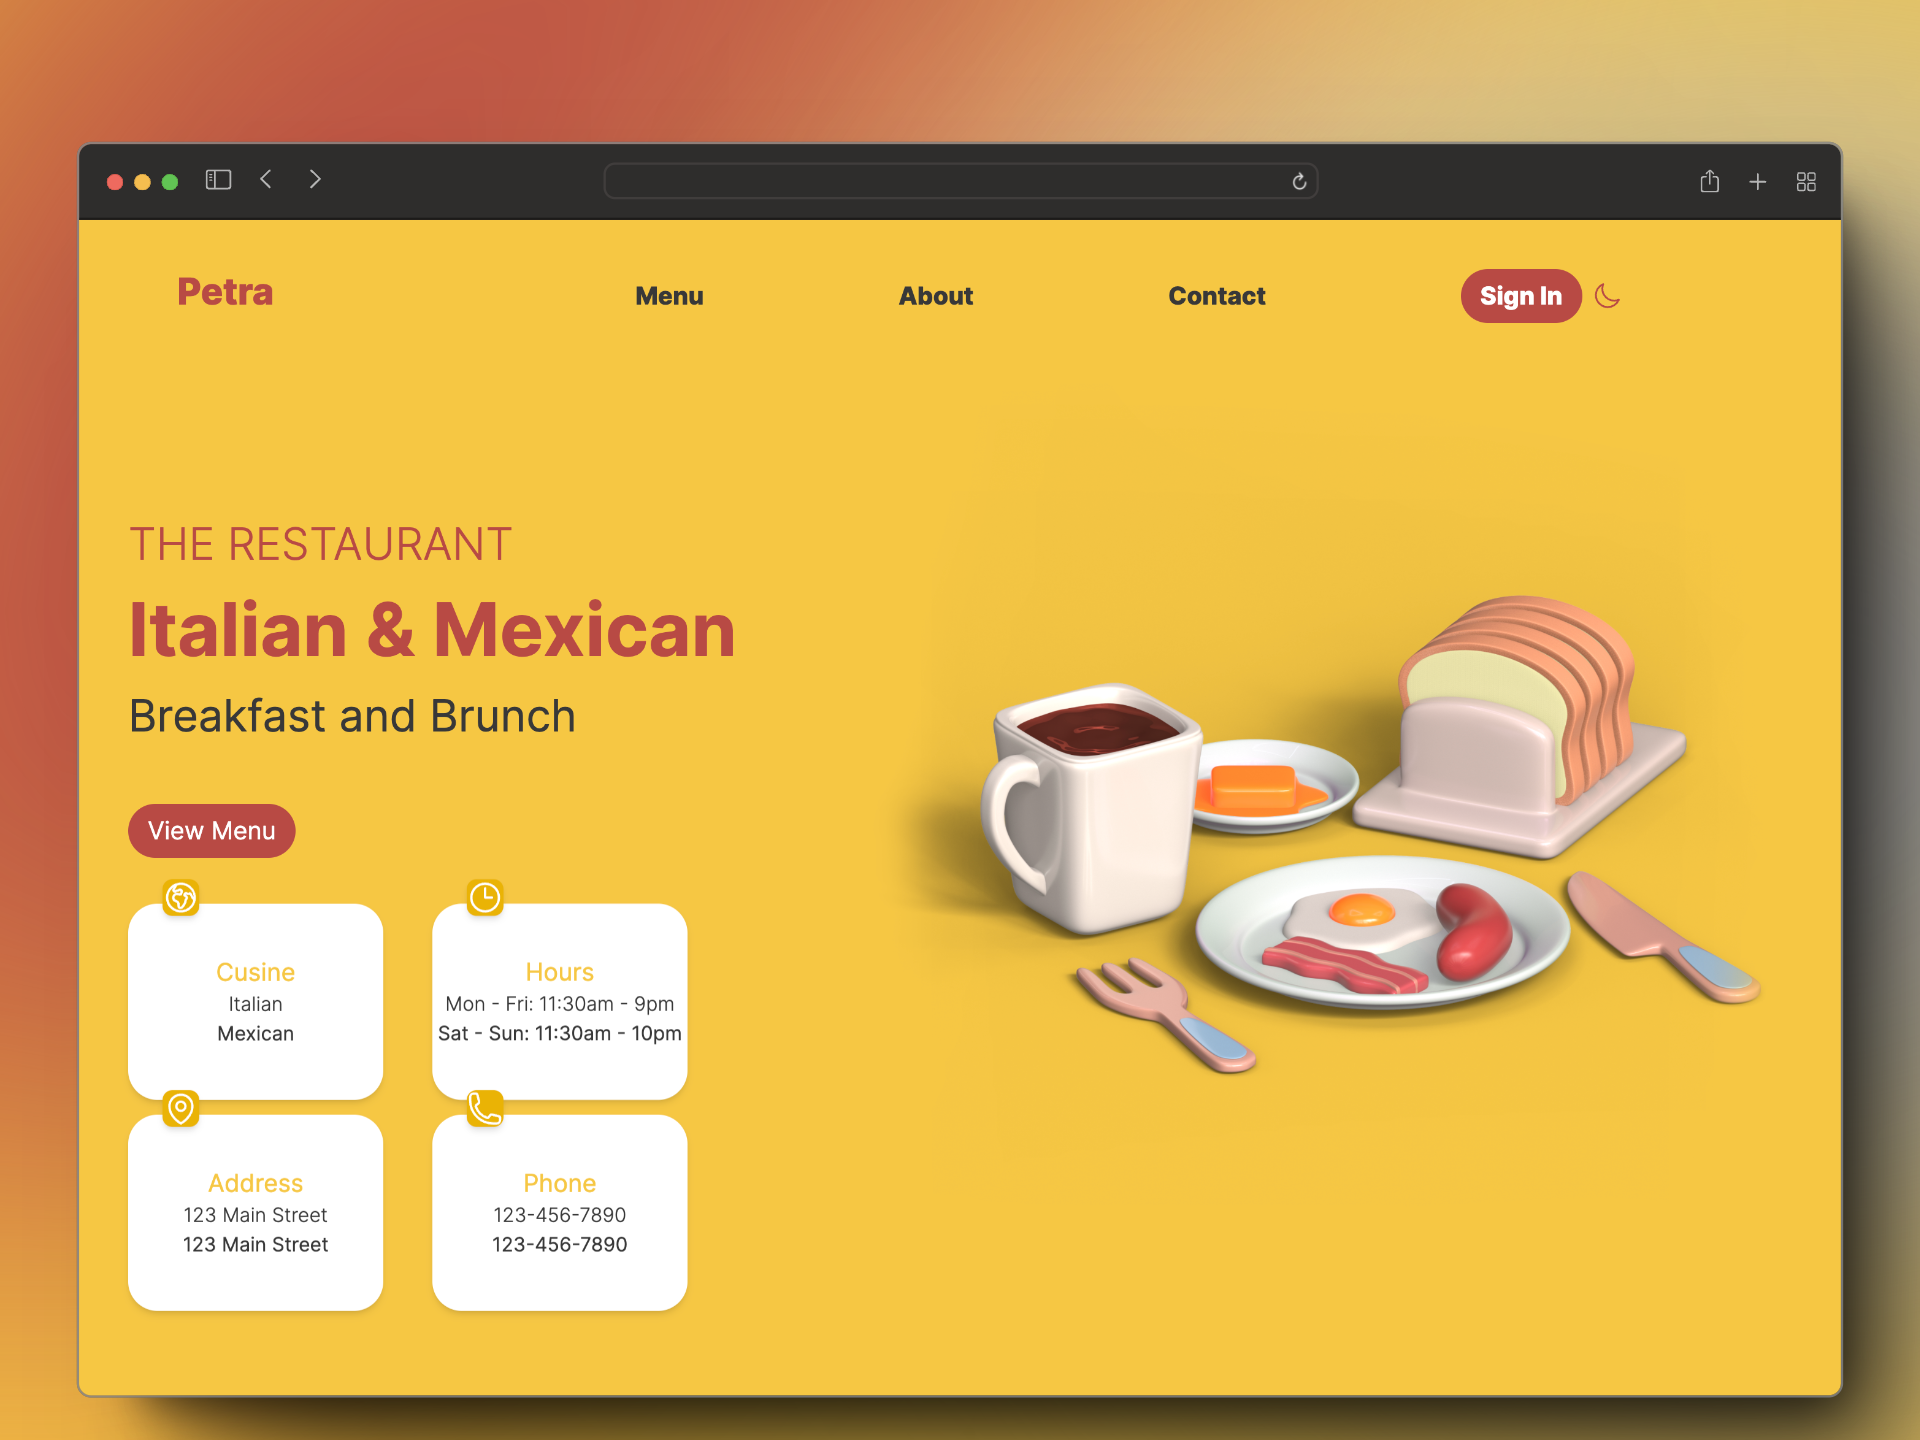 Petra
Menu
About
Contact
Sign In
THE RESTAURANT
Italian & Mexican
Breakfast and Brunch
View Menu
Cusine
Italian
Mexican
Hours
Mon - Fri: 11:30am - 9pm
Sat - Sun: 11:30am - 10pm
Address
123 Main Street
123 Main Street
Phone
123-456-7890
123-456-7890